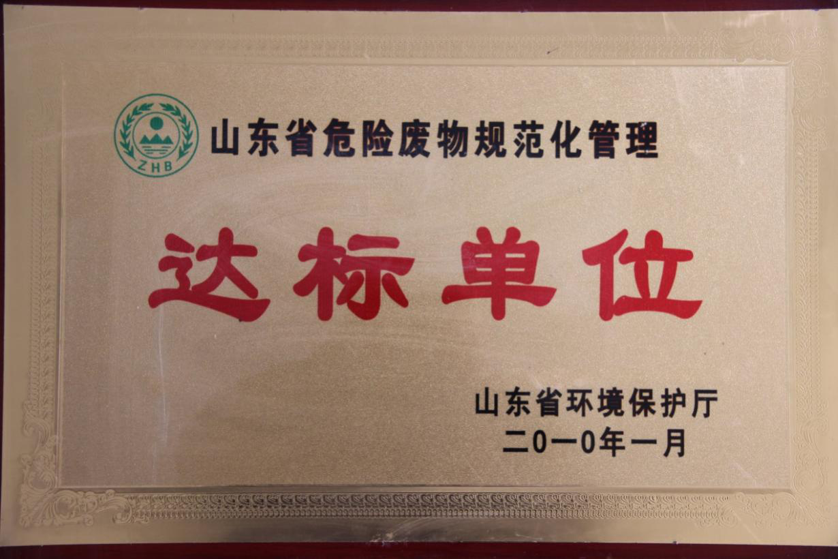 ZHB
山东省危险废物规范化管理
达标单位
山东省环境保护厅
二0一0年一月